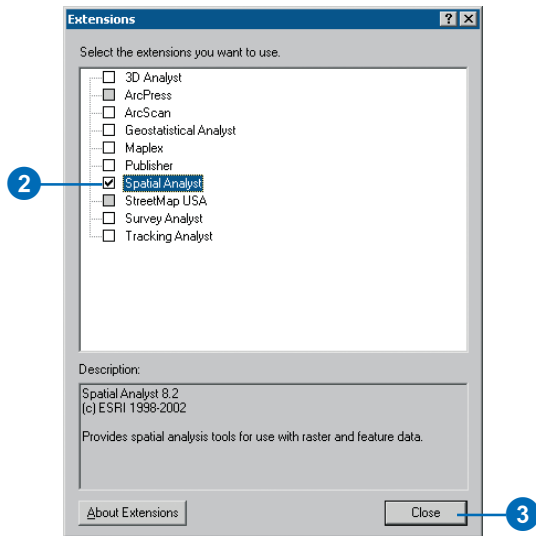 Extensions
Select the extensions you want to use.
3D Analyst
ArcPress
ArcScan
Geostatistical Analyst
Maplex
Publisher
2
Spatial Analyst
StreetMap USA
Survey Analyst
Tracking Analyst
Description:
Spatial Analyst 8.2
(c) ESRI 1998-2002
Provides spatial analysis tools for use with raster and feature data.
About Extensions
Close
3